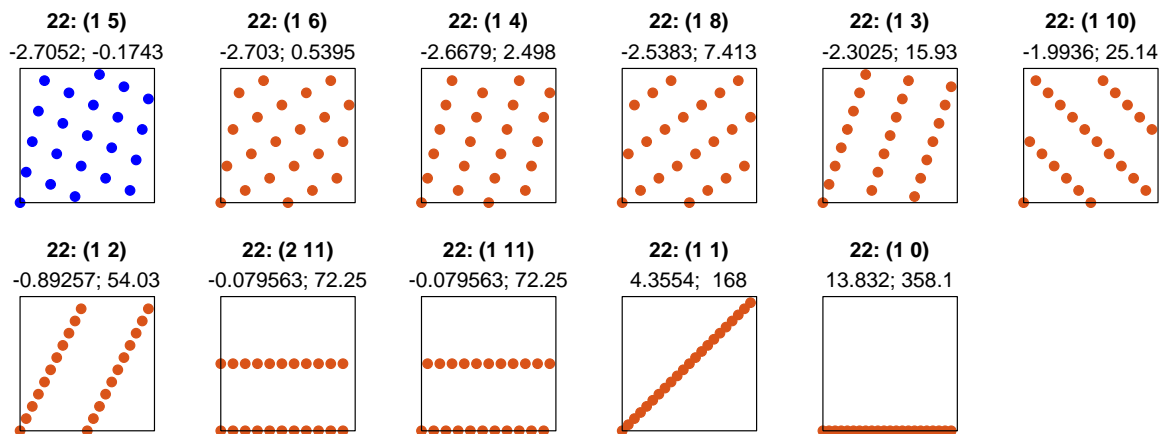 22: (1 5) 22: (1 6) 22: (1 4) 22: (1 8) 22: (1 3) 22: (1 10)
-2.7052; -0.1743 -2.703; 0.5395 -2.6679; 2.498 -2.5383; 7.413 -2.3025; 15.93 -1.9936; 25.14
22: (1 2) 22: (2 11) 22: (1 11) 22: (1 1) 22: (1 0)
-0.89257; 54.03 -0.079563; 72.25 -0.079563; 72.25 4.3554; 168 13.832; 358.1